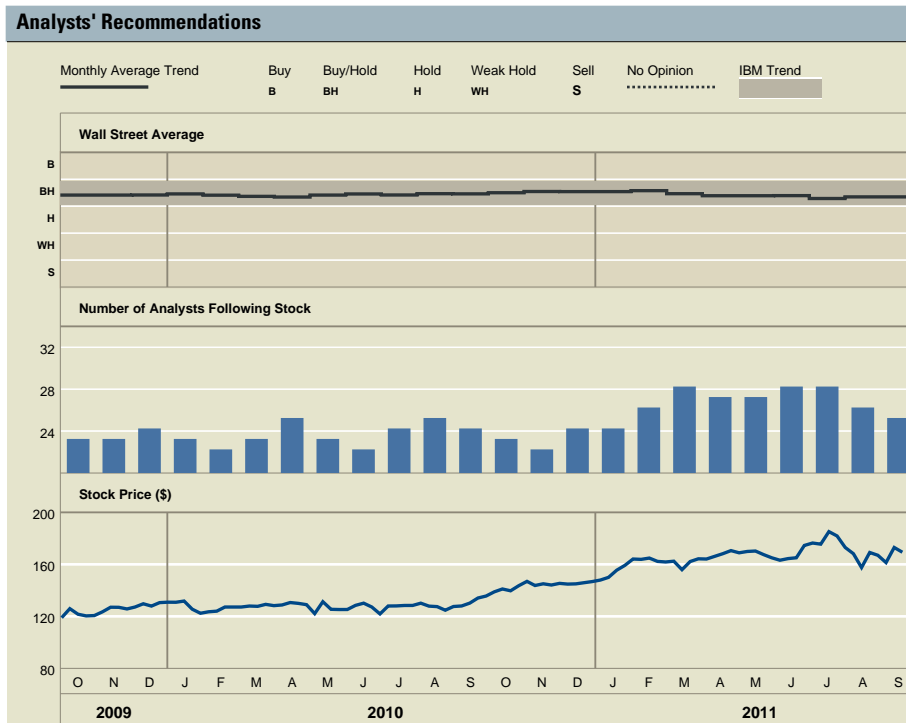 Analysts' Recommendations
Monthly Average Trend Buy Buy/Hold Hold Weak Hold Sell No Opinion IBM Trend
B BH H WH S
Wall Street Average
B
BH
H
WH
S
Number of Analysts Following Stock
32
28
24
Stock Price ($)
200
160
120
80
O N D J F M A M J J A S O N D J F M A M J J A S
2009 2010 2011